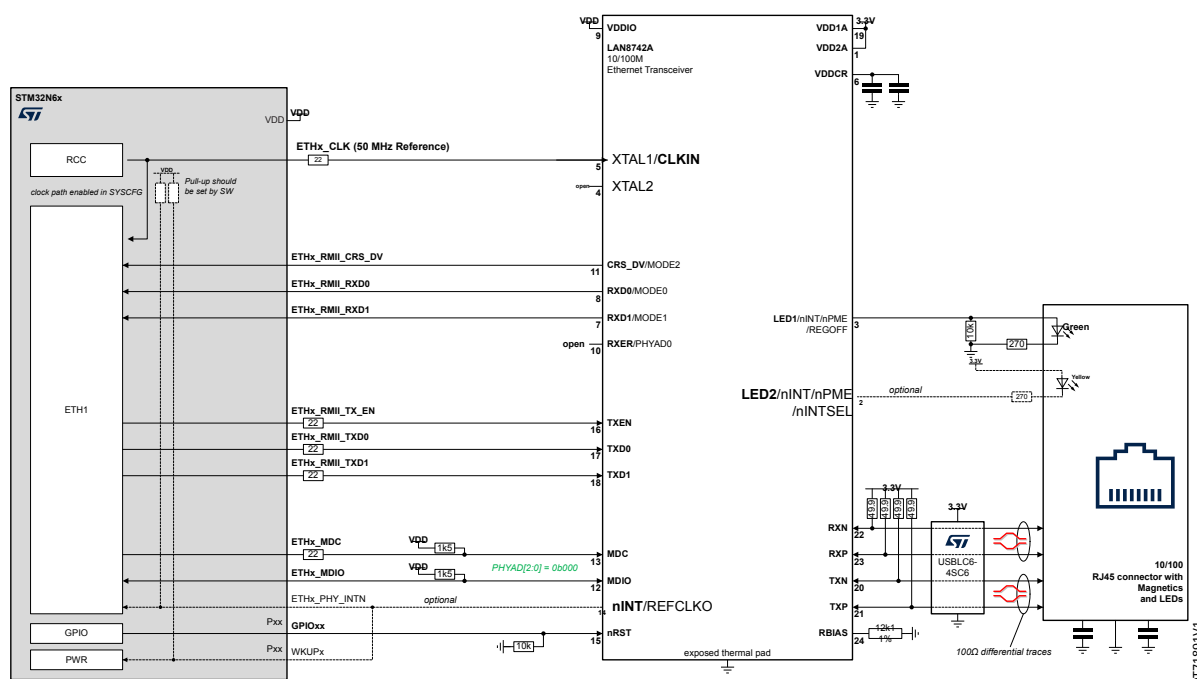 STM32N6x
VDD
VDD
RCC
clock path enabled in SYSCFG
VDD
Pull-up should
be set by SW
ETH1
GPIO
PWR
Pxx
Pxx
ETHx_CLK (50 MHz Reference)
22
ETHx_RMII_CRS_DV
ETHx_RMII_RXD0
ETHx_RMII_RXD1
open
open
ETHx_RMII_TX_EN
22
ETHx_RMII_TXD0
22
ETHx_RMII_TXD1
22
ETHx_MDC
22
VDD
1k5
ETHx_MDIO
VDD
1k5
PHYAD[2:0] = 0b000
ETHx_PHY_INTN
optional
GPIOxx
10k
WKUPx
VDD
VDDIO
9
LAN8742A
10/100M
Ethernet Transceiver
XTAL1/CLKIN
5
XTAL2
4
CRS_DV/MODE2
11
RXD0/MODE0
8
RXD1/MODE1
7
RXER/PHYAD0
10
TXEN
16
TXD0
17
TXD1
18
MDC
13
MDIO
12
nINT/REFCLKO
14
nRST
15
exposed thermal pad
3.3V
VDD1A
19
VDD2A
1
VDDCR
6
LED1/nINT/nPME
/REGOFF
3
LED2/nINT/nPME
/nINTSEL
2
RXN
22
RXP
23
TXN
20
TXP
21
RBIAS
24
12k1
1%
10k
270
Green
3.3V
Yellow
optional
270
3.3V
49.9
49.9
49.9
49.9
3.3V
USBLC6-
4SC6
100Ω differential traces
10/100
RJ45 connector with
Magnetics
and LEDs